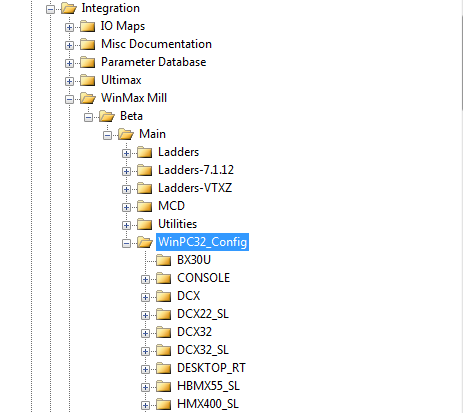 Integration
IO Maps
Misc Documentation
Parameter Database
Ultimax
WinMax Mill
Beta
Main
Ladders
Ladders-7.1.12
Ladders-VTXZ
MCD
Utilities
WinPC32_Config
BX30U
CONSOLE
DCX
DCX22_SL
DCX32
DCX32_SL
DESKTOP_RT
HBMX55_SL
HMX400_SL